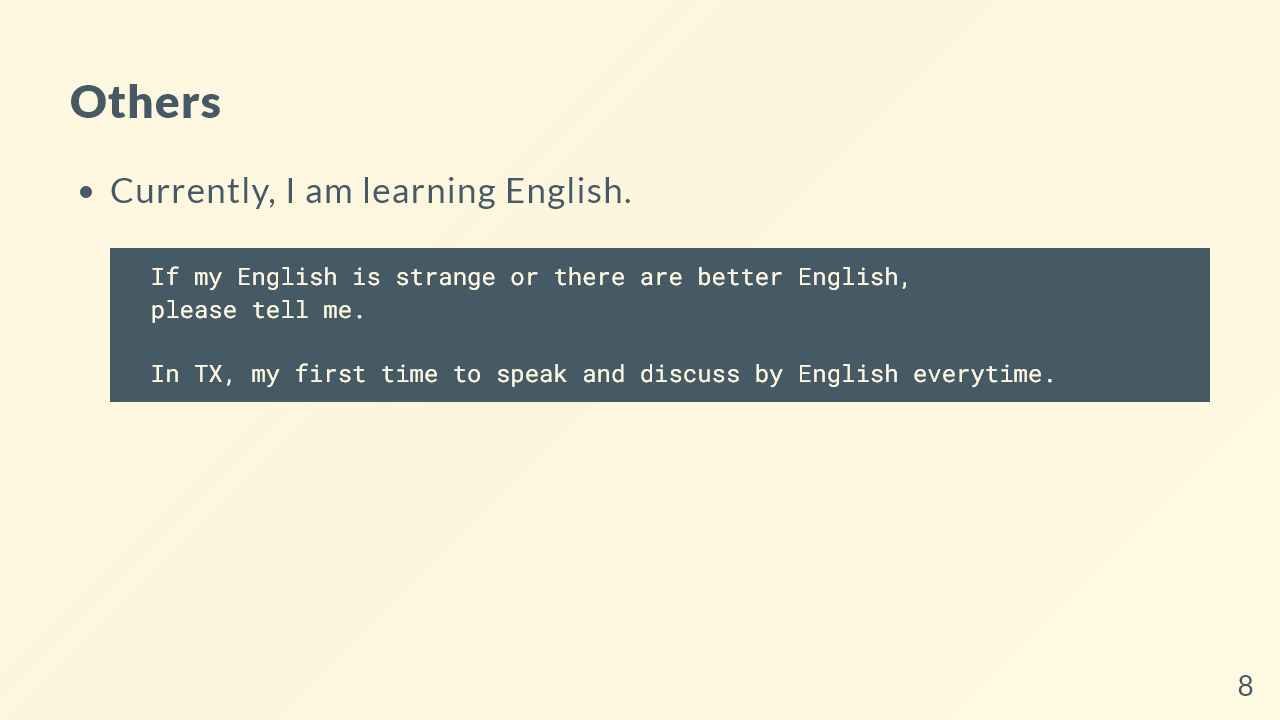 Others
• Currently, I am learning English.
If my English is strange or there are better English,
please tell me.
In TX, my first time to speak and discuss by English everytime.
8